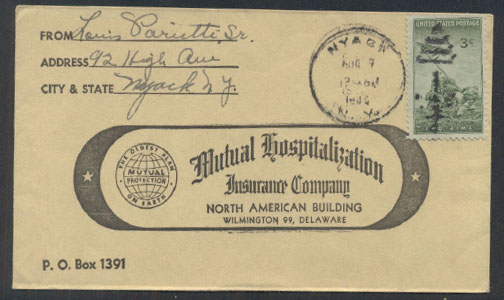 FROM Louis Parietti, Sr.
ADDRESS 92 High Ave
CITY & STATE Nyack N.Y.
NYACK
AUG 7
N.Y.
UNITED STATES POSTAGE
3¢
THE OLDEST PLAN
MUTUAL
PROTECTION
ON EARTH
Mutual Hospitalization
Insurance Company
NORTH AMERICAN BUILDING
WILMINGTON 99, DELAWARE
P. O. Box 1391